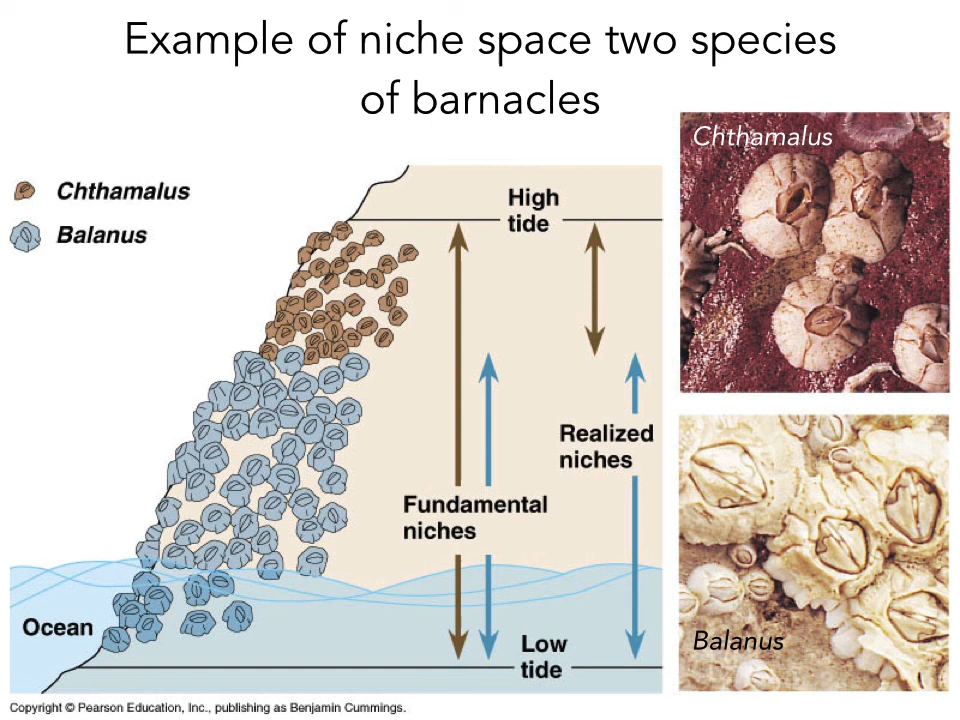 Example of niche space two species
of barnacles
Chthamalus
Balanus
High
tide
Realized
niches
Fundamental
niches
Ocean
Low
tide
Chthamalus
Balanus
Copyright © Pearson Education, Inc., publishing as Benjamin Cummings.